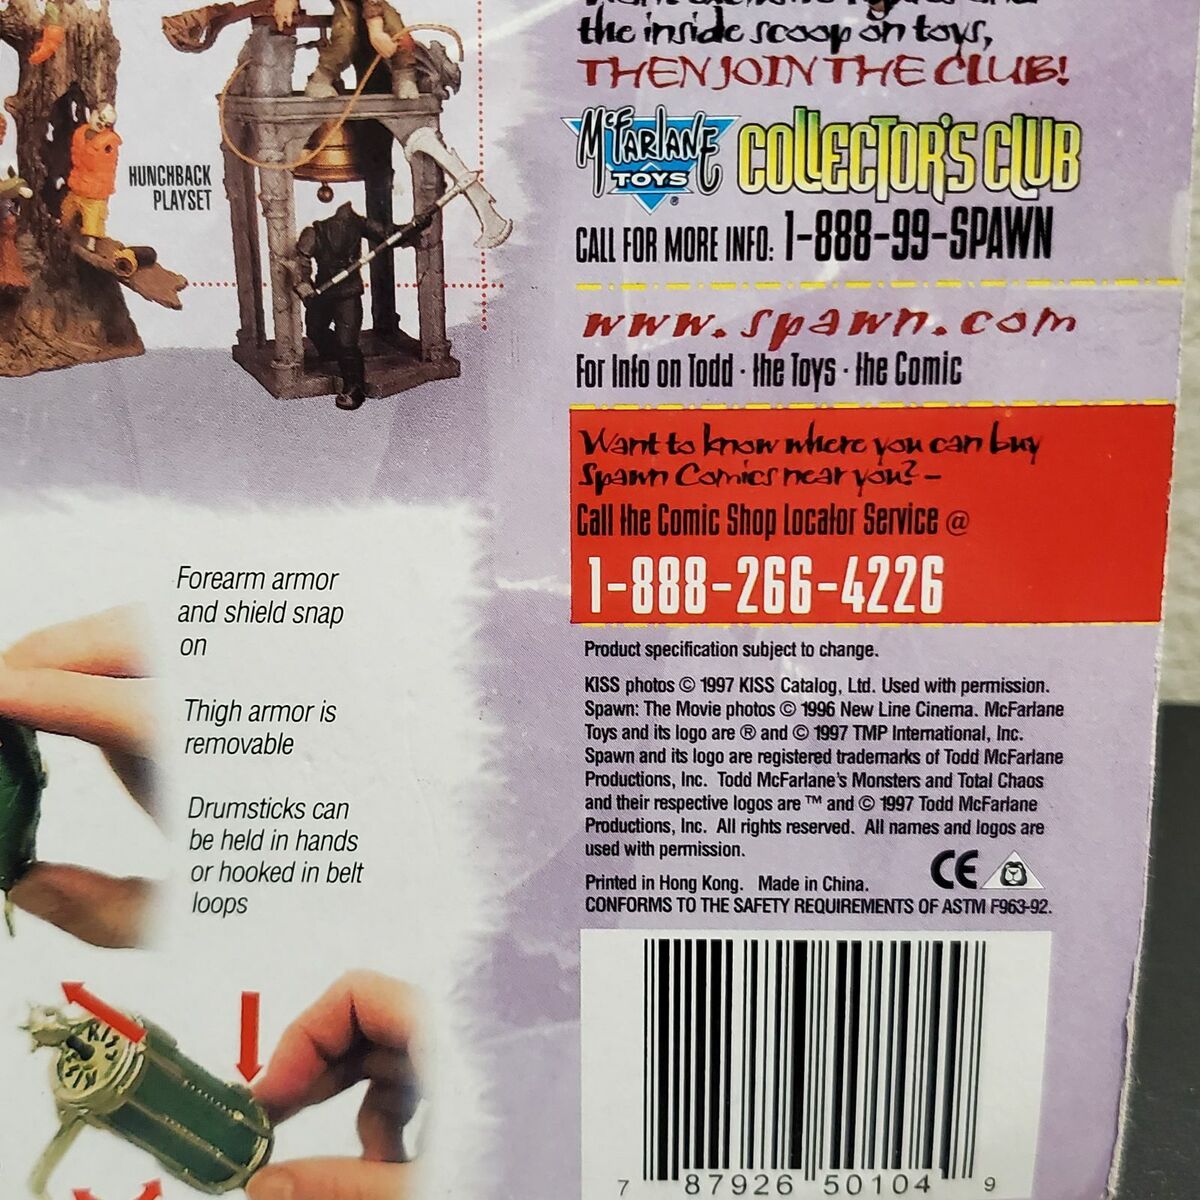 the inside scoop on toys,
THEN JOIN THE CLUB!
McFARLANE TOYS ® COLLECTOR'S CLUB
CALL FOR MORE INFO: 1-888-99-SPAWN
www.spawn.com
For Info on Todd · the Toys · the Comic
Want to know where you can buy
Spawn Comics near you? –
Call the Comic Shop Locator Service @
1-888-266-4226
Product specification subject to change.
KISS photos © 1997 KISS Catalog, Ltd. Used with permission.
Spawn: The Movie photos © 1996 New Line Cinema. McFarlane
Toys and its logo are ® and © 1997 TMP International, Inc.
Spawn and its logo are registered trademarks of Todd McFarlane
Productions, Inc. Todd McFarlane's Monsters and Total Chaos
and their respective logos are ™ and © 1997 Todd McFarlane
Productions, Inc. All rights reserved. All names and logos are
used with permission.
Printed in Hong Kong. Made in China.
CE
CONFORMS TO THE SAFETY REQUIREMENTS OF ASTM F963-92.
7 87926 50104 9
HUNCHBACK
PLAYSET
Forearm armor
and shield snap
on
Thigh armor is
removable
Drumsticks can
be held in hands
or hooked in belt
loops